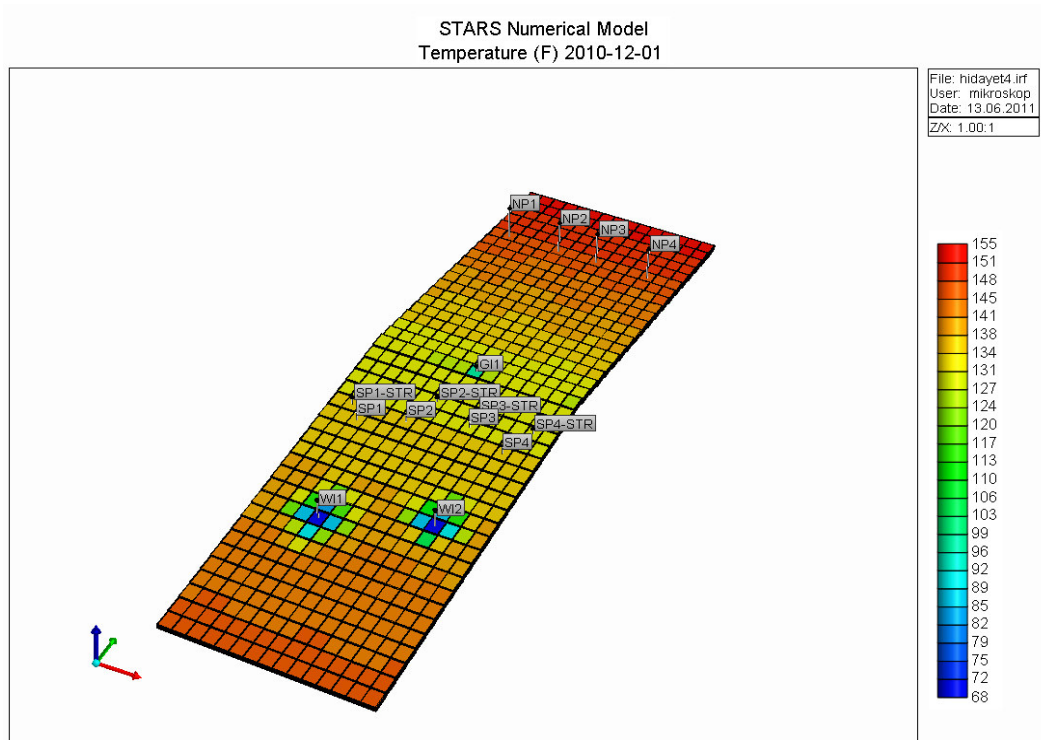 STARS Numerical Model
Temperature (F) 2010-12-01
File: hidayet4.irf
User: mikroskop
Date: 13.06.2011
Z/X: 1.00:1
NP1
NP2
NP3
NP4
GI1
SP1-STR
SP2-STR
SP3-STR
SP4-STR
SP1
SP2
SP3
SP4
WI1
WI2
155
151
148
145
141
138
134
131
127
124
120
117
113
110
106
103
99
96
92
89
85
82
79
75
72
68